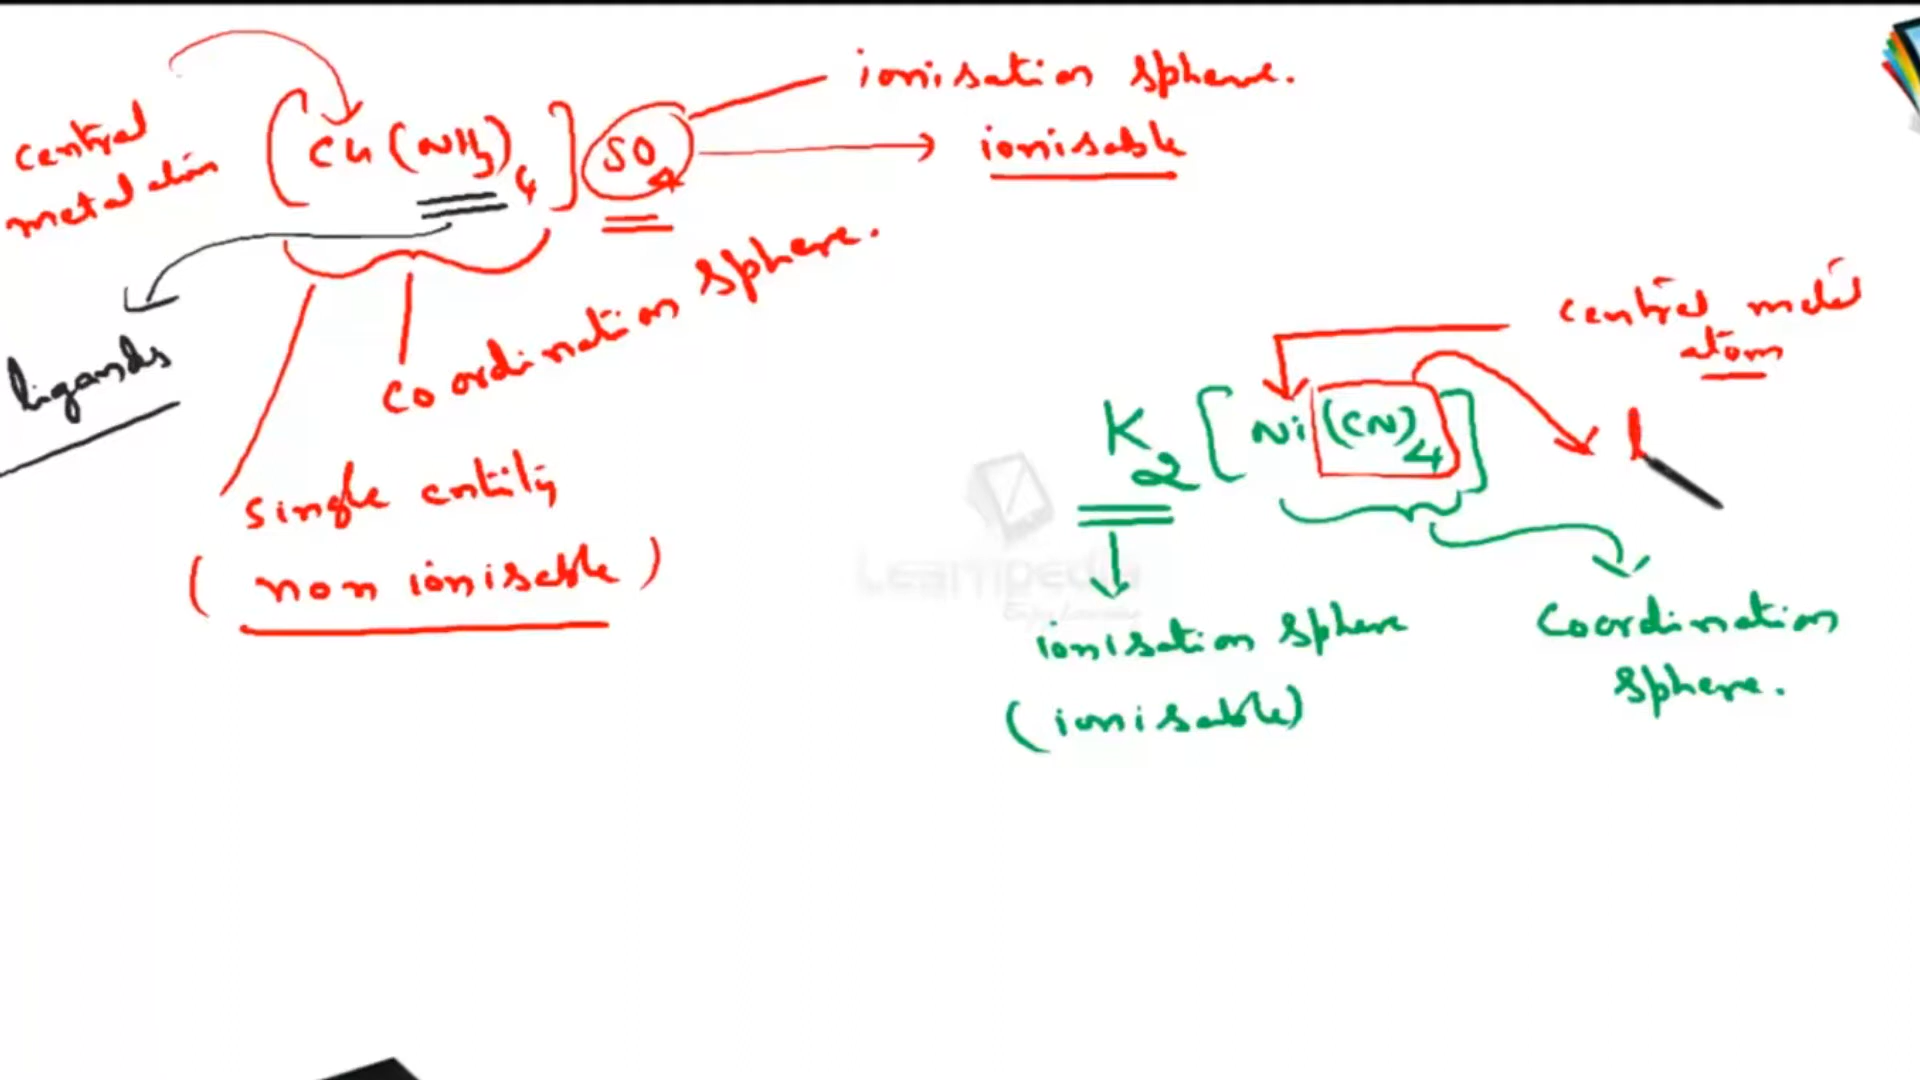 ionisation sphere.
central
metal atom
[Cu(NH3)4]SO4
ionisable
coordination sphere.
ligands
single entity
(non ionisable)
central metal
atom
K2[Ni(CN)4]
l
Learnpedia
ionisation sphere
(ionisable)
Coordination
sphere.